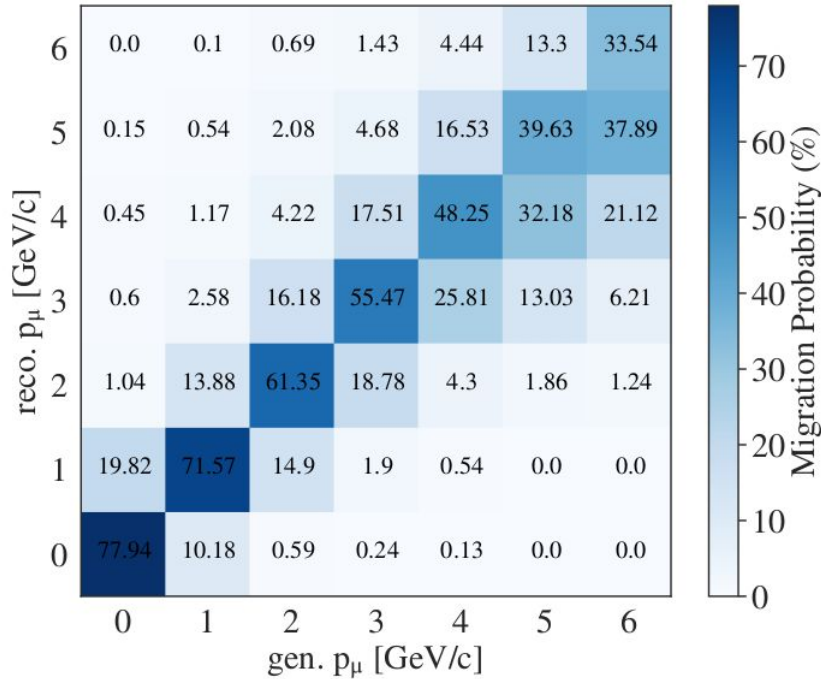 6 0.0 0.1 0.69 1.43 4.44 13.3 33.54
5 0.15 0.54 2.08 4.68 16.53 39.63 37.89
4 0.45 1.17 4.22 17.51 48.25 32.18 21.12
3 0.6 2.58 16.18 55.47 25.81 13.03 6.21
2 1.04 13.88 61.35 18.78 4.3 1.86 1.24
1 19.82 71.57 14.9 1.9 0.54 0.0 0.0
0 77.94 10.18 0.59 0.24 0.13 0.0 0.0
0 1 2 3 4 5 6
gen. pμ [GeV/c]
reco. pμ [GeV/c]
70
60
50
40
30
20
10
0
Migration Probability (%)